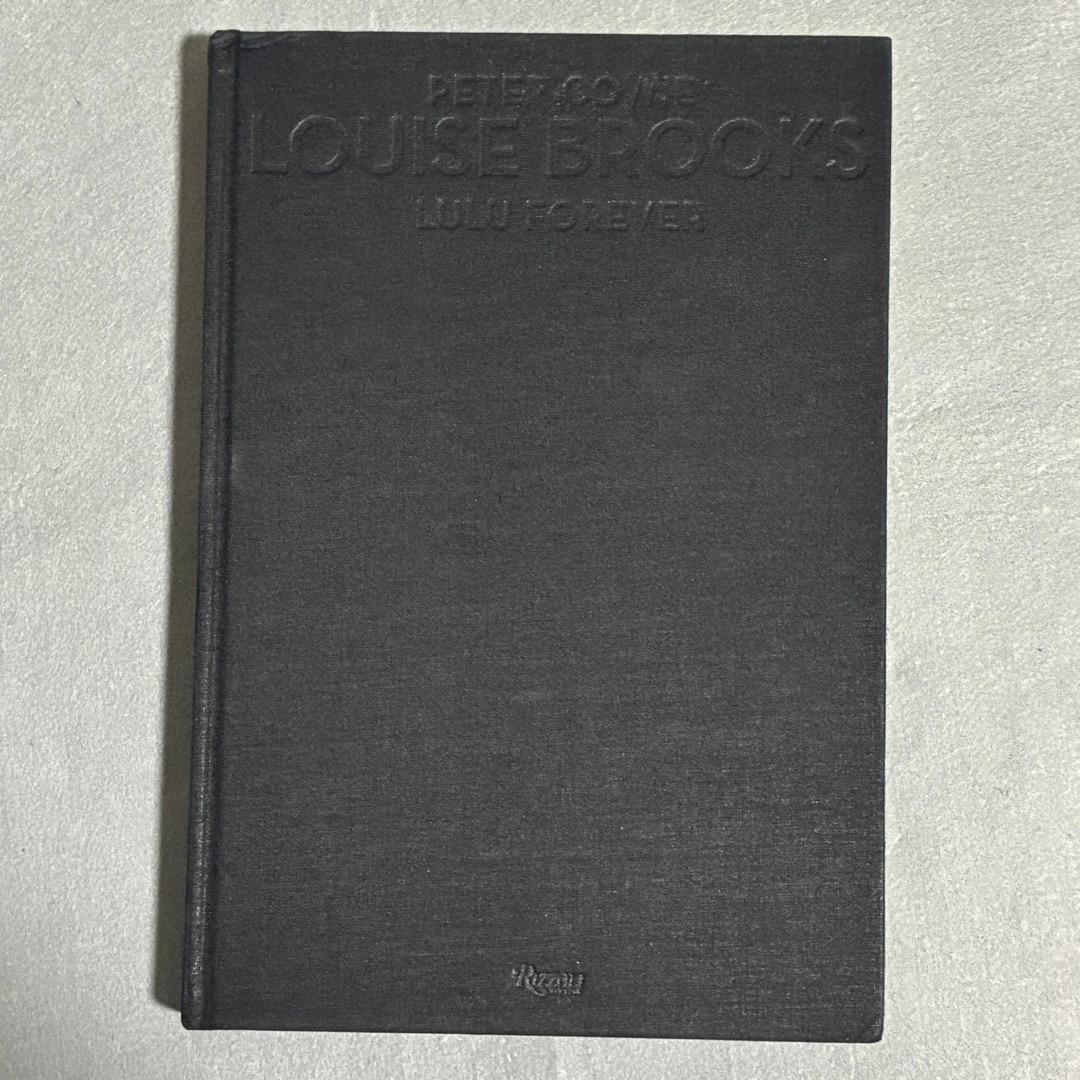 PETER COWIE
LOUISE BROOKS
LULU FOREVER
RIZZOLI